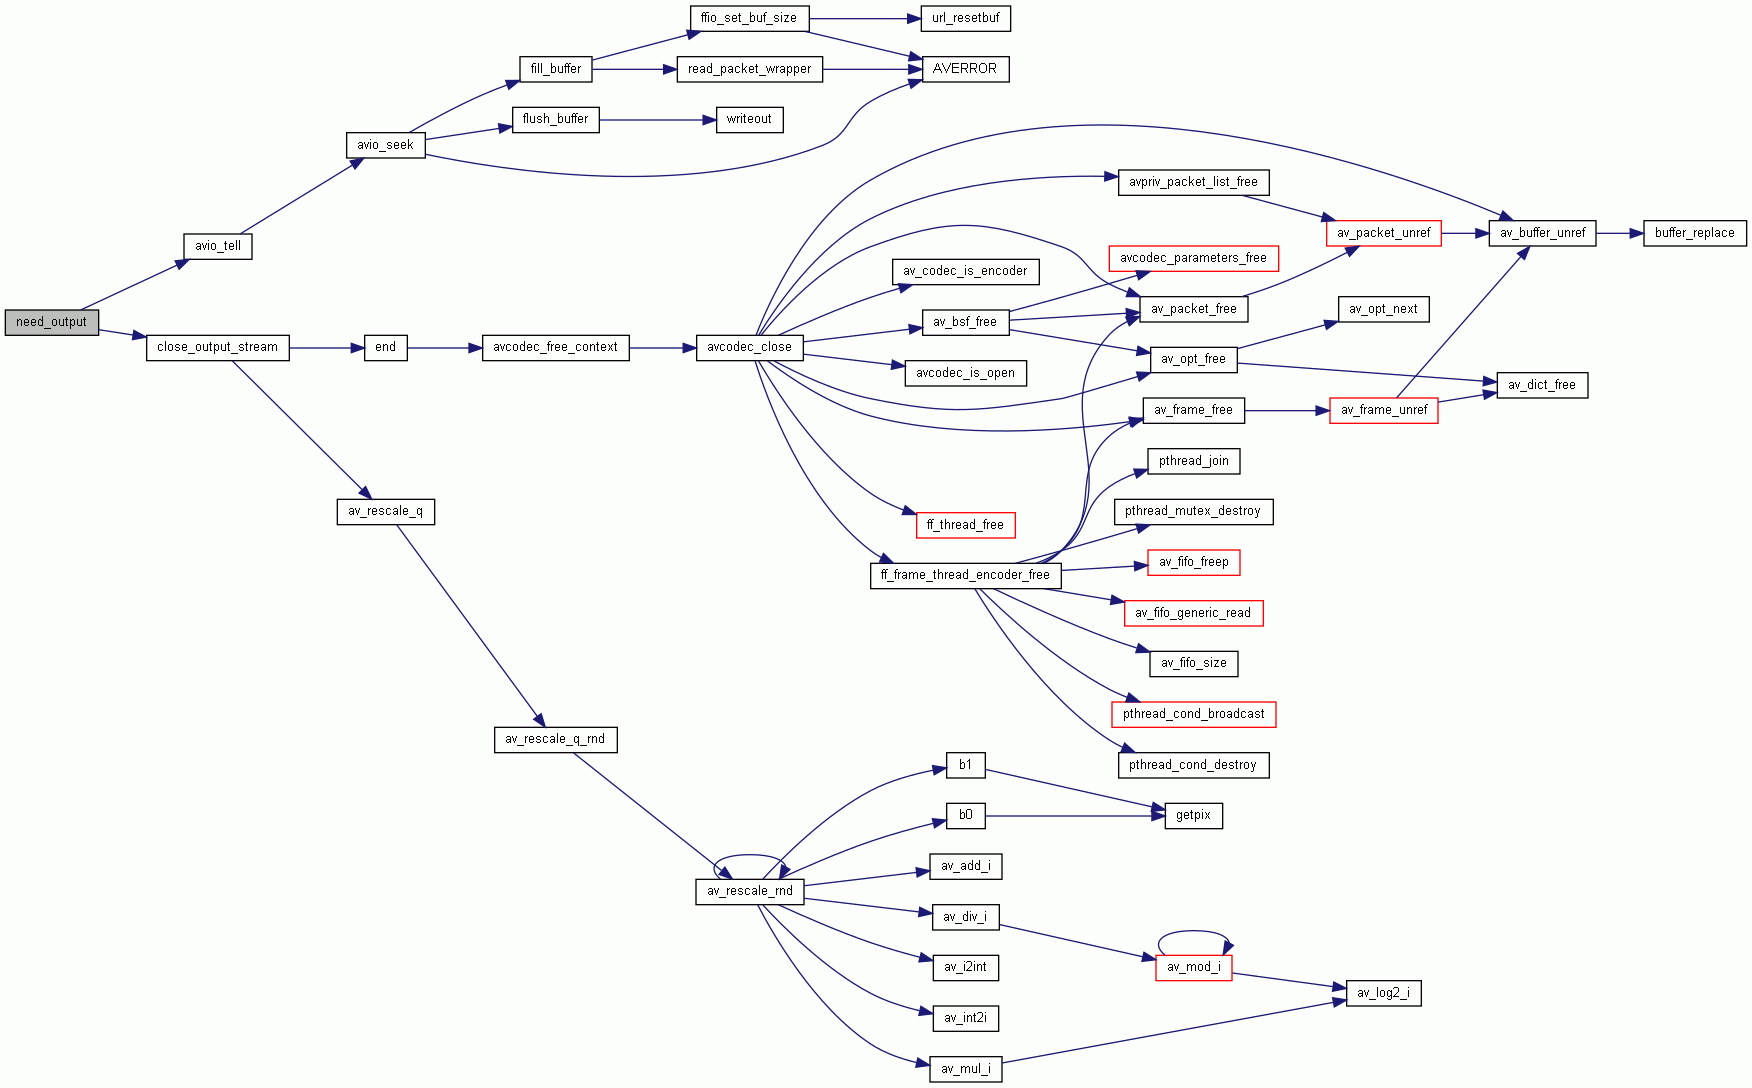 ffio_set_buf_size
url_resetbuf
fill_buffer
read_packet_wrapper
AVERROR
flush_buffer
writeout
avio_seek
avpriv_packet_list_free
avio_tell
av_packet_unref
av_buffer_unref
buffer_replace
avcodec_parameters_free
av_codec_is_encoder
av_packet_free
av_opt_next
need_output
av_bsf_free
close_output_stream
end
avcodec_free_context
avcodec_close
av_opt_free
avcodec_is_open
av_dict_free
av_frame_free
av_frame_unref
pthread_join
av_rescale_q
pthread_mutex_destroy
ff_thread_free
av_fifo_freep
ff_frame_thread_encoder_free
av_fifo_generic_read
av_fifo_size
pthread_cond_broadcast
av_rescale_q_rnd
b1
pthread_cond_destroy
b0
getpix
av_add_i
av_rescale_rnd
av_div_i
av_i2int
av_mod_i
av_log2_i
av_int2i
av_mul_i